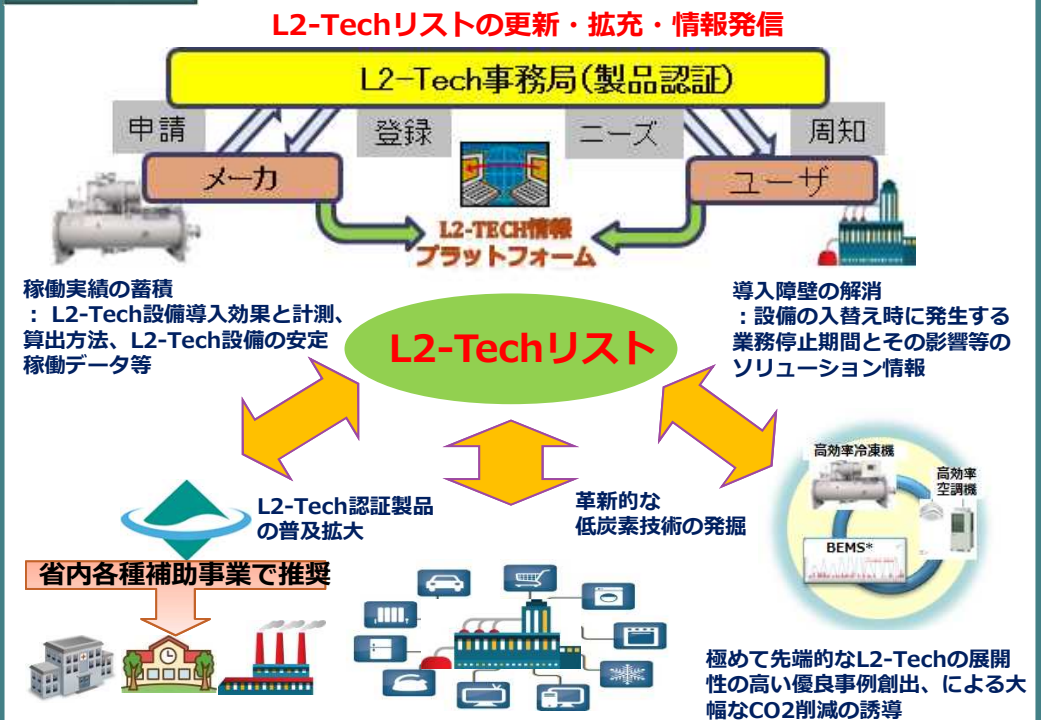 L2-Techリストの更新・拡充・情報発信
L2-Tech事務局(製品認証)
申請
登録
ニーズ
周知
メーカ
ユーザ
L2-TECH情報
プラットフォーム
稼働実績の蓄積
： L2-Tech設備導入効果と計測、
算出方法、L2-Tech設備の安定
稼働データ等
導入障壁の解消
：設備の入替え時に発生する
業務停止期間とその影響等の
ソリューション情報
L2-Techリスト
高効率冷凍機
高効率
空調機
BEMS*
L2-Tech認証製品
の普及拡大
革新的な
低炭素技術の発掘
省内各種補助事業で推奨
極めて先端的なL2-Techの展開
性の高い優良事例創出、による大
幅なCO2削減の誘導